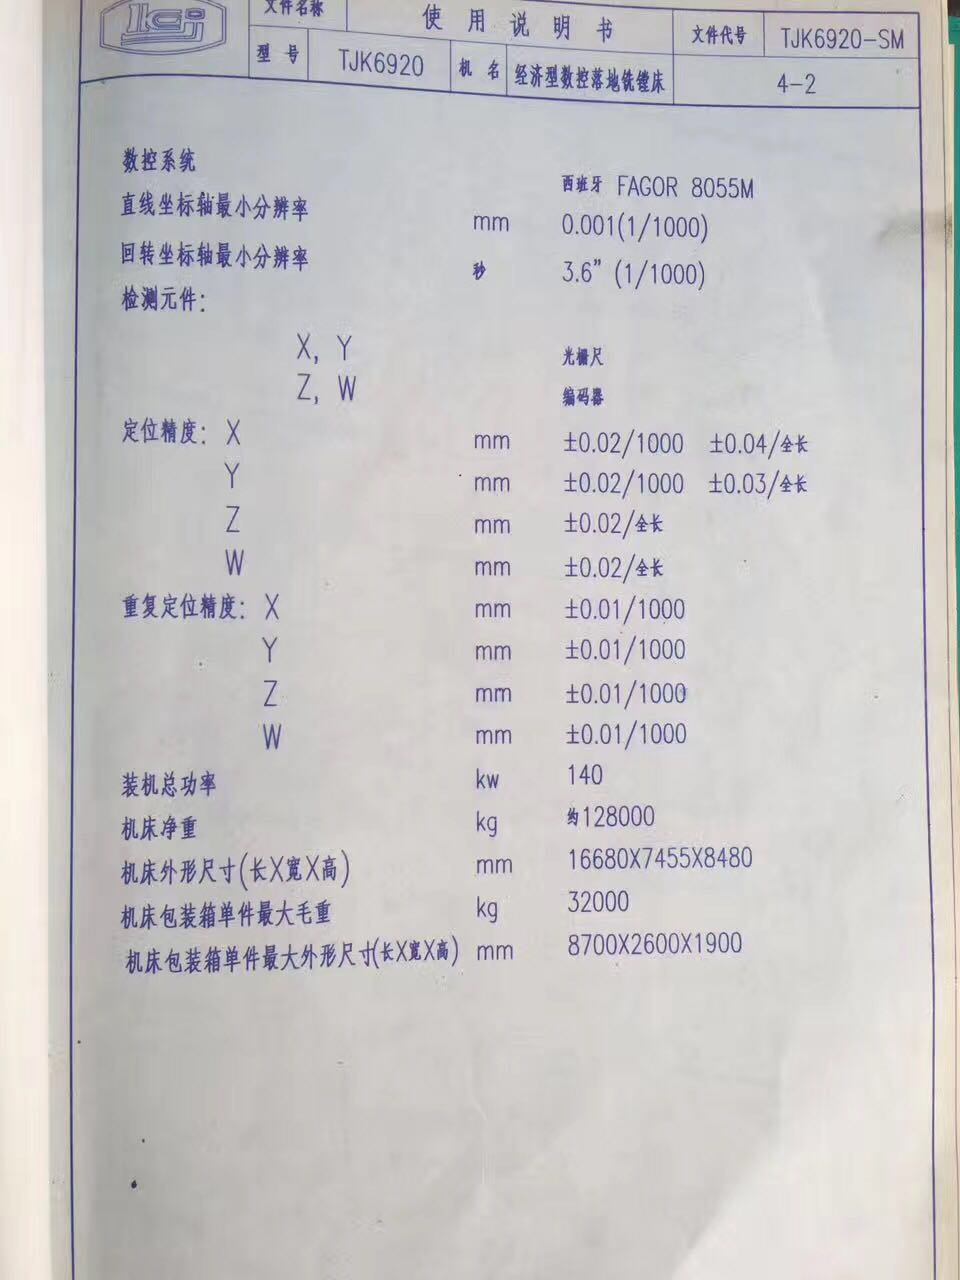 文件名称 使用说明书 文件代号 TJK6920-SM
型号 TJK6920 机名 经济型数控落地铣镗床 4-2
数控系统 西班牙 FAGOR 8055M
直线坐标轴最小分辨率 mm 0.001(1/1000)
回转坐标轴最小分辨率 秒 3.6” (1/1000)
检测元件:
X, Y 光栅尺
Z, W 编码器
定位精度: X mm ±0.02/1000 ±0.04/全长
Y mm ±0.02/1000 ±0.03/全长
Z mm ±0.02/全长
W mm ±0.02/全长
重复定位精度: X mm ±0.01/1000
Y mm ±0.01/1000
Z mm ±0.01/1000
W mm ±0.01/1000
装机总功率 kw 140
机床净重 kg 约128000
机床外形尺寸(长X宽X高) mm 16680X7455X8480
机床包装箱单件最大毛重 kg 32000
机床包装箱单件最大外形尺寸(长X宽X高) mm 8700X2600X1900